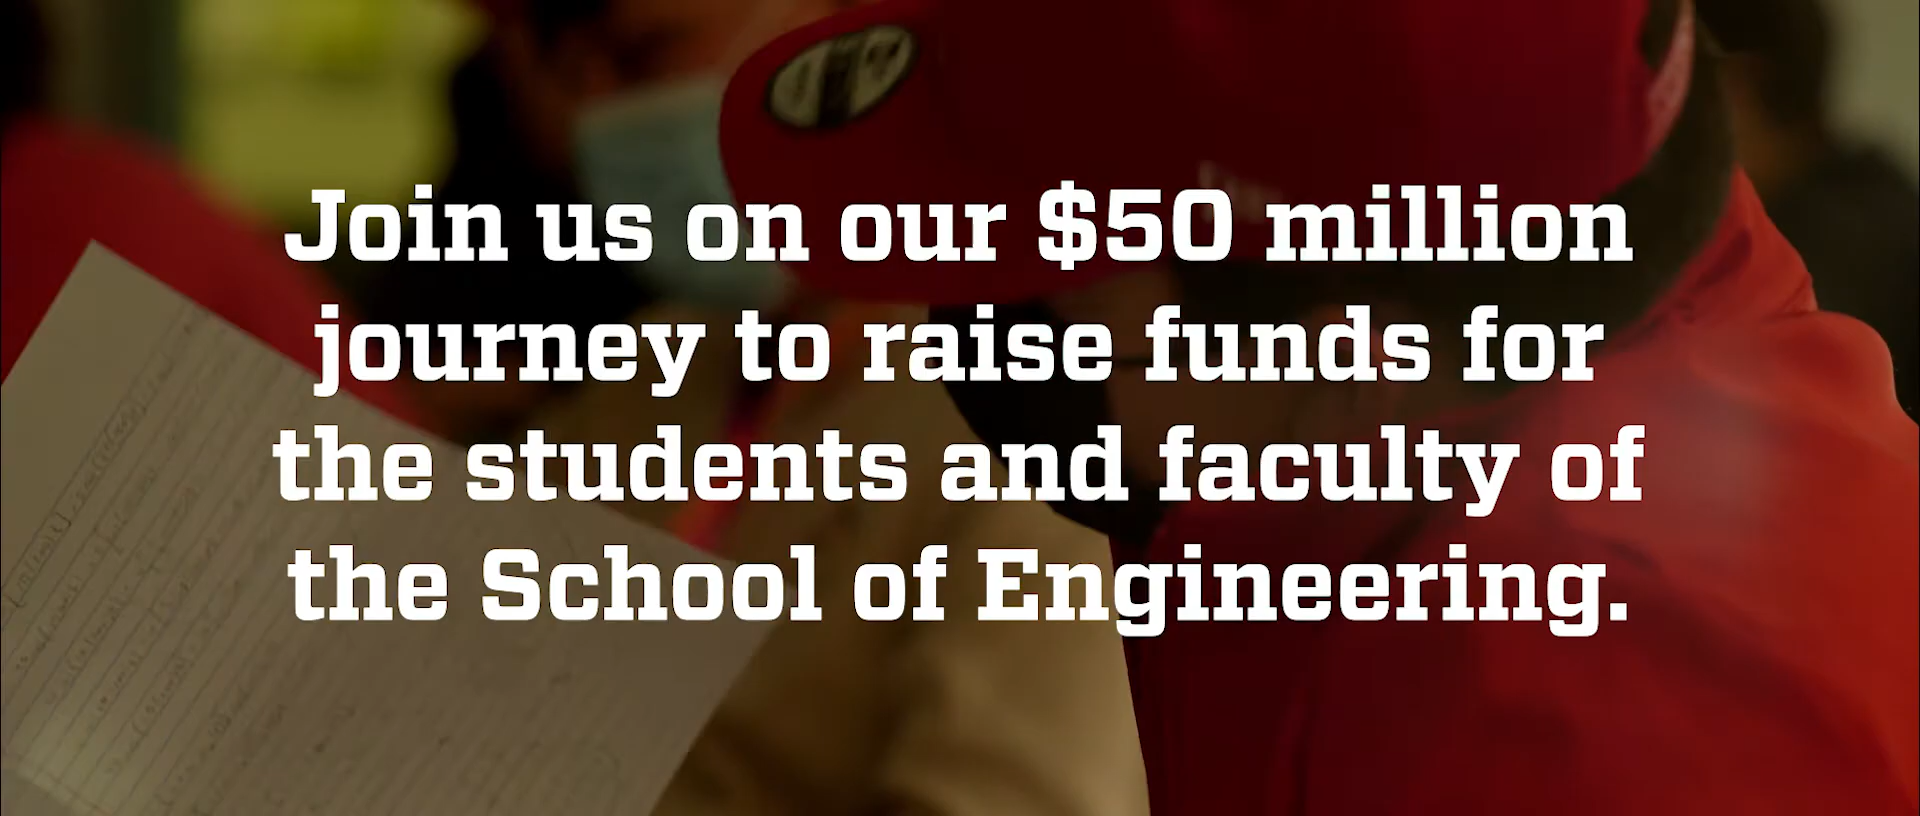 Join us on our $50 million
journey to raise funds for
the students and faculty of
the School of Engineering.